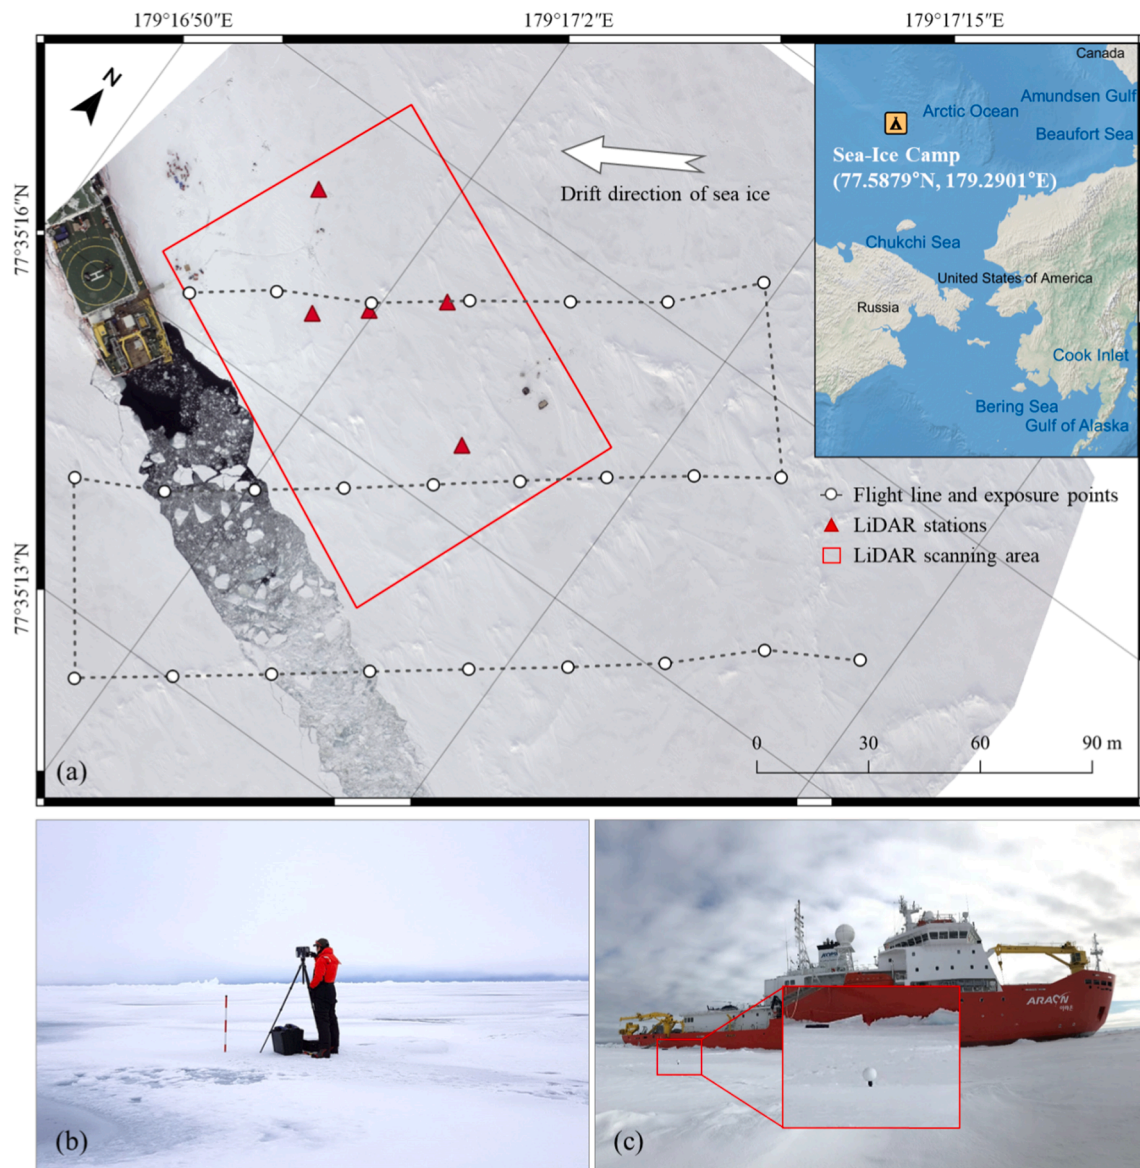 179°16′50″E
179°17′2″E
179°17′15″E
N
77°35′16″N
77°35′13″N
Drift direction of sea ice
H
Canada
Amundsen Gulf
Arctic Ocean
Beaufort Sea
Sea-Ice Camp
(77.5879°N, 179.2901°E)
Chukchi Sea
United States of America
Russia
Cook Inlet
Bering Sea
Gulf of Alaska
Flight line and exposure points
LiDAR stations
LiDAR scanning area
0 30 60 90 m
(a)
ARAON
(b)
(c)